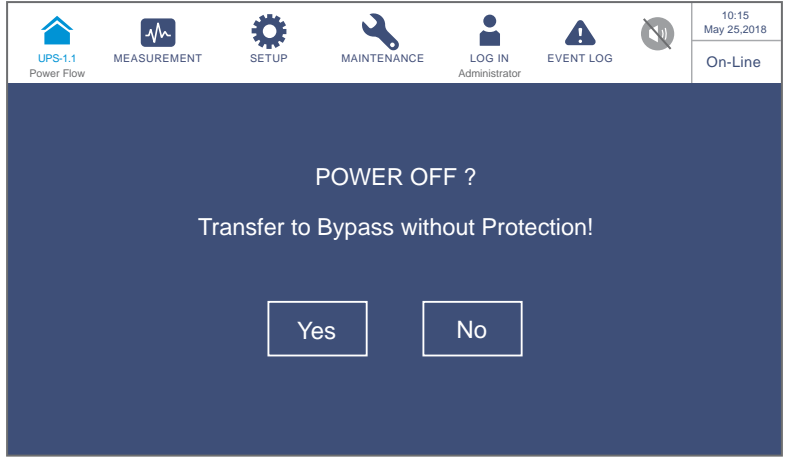 UPS-1.1
Power Flow
MEASUREMENT
SETUP
MAINTENANCE
LOG IN
Administrator
EVENT LOG
10:15
May 25,2018
On-Line
POWER OFF ?
Transfer to Bypass without Protection!
Yes
No